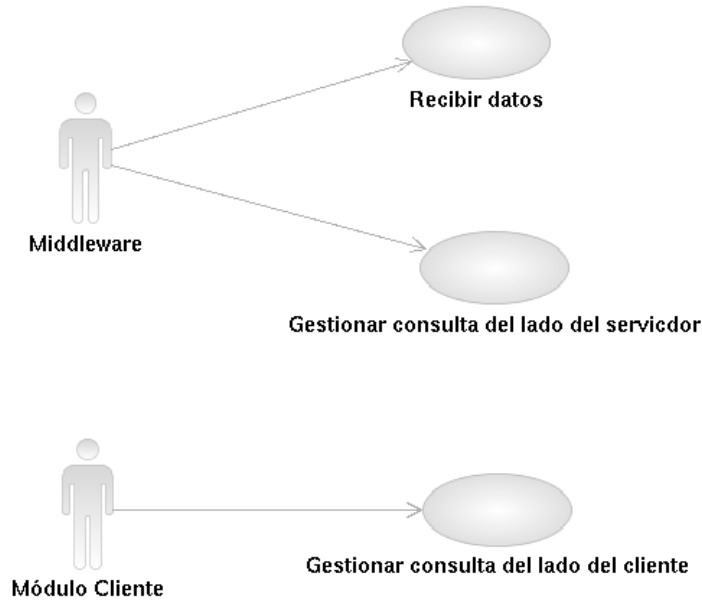 Recibir datos
Middleware
Gestionar consulta del lado del servicdor
Gestionar consulta del lado del cliente
Módulo Cliente